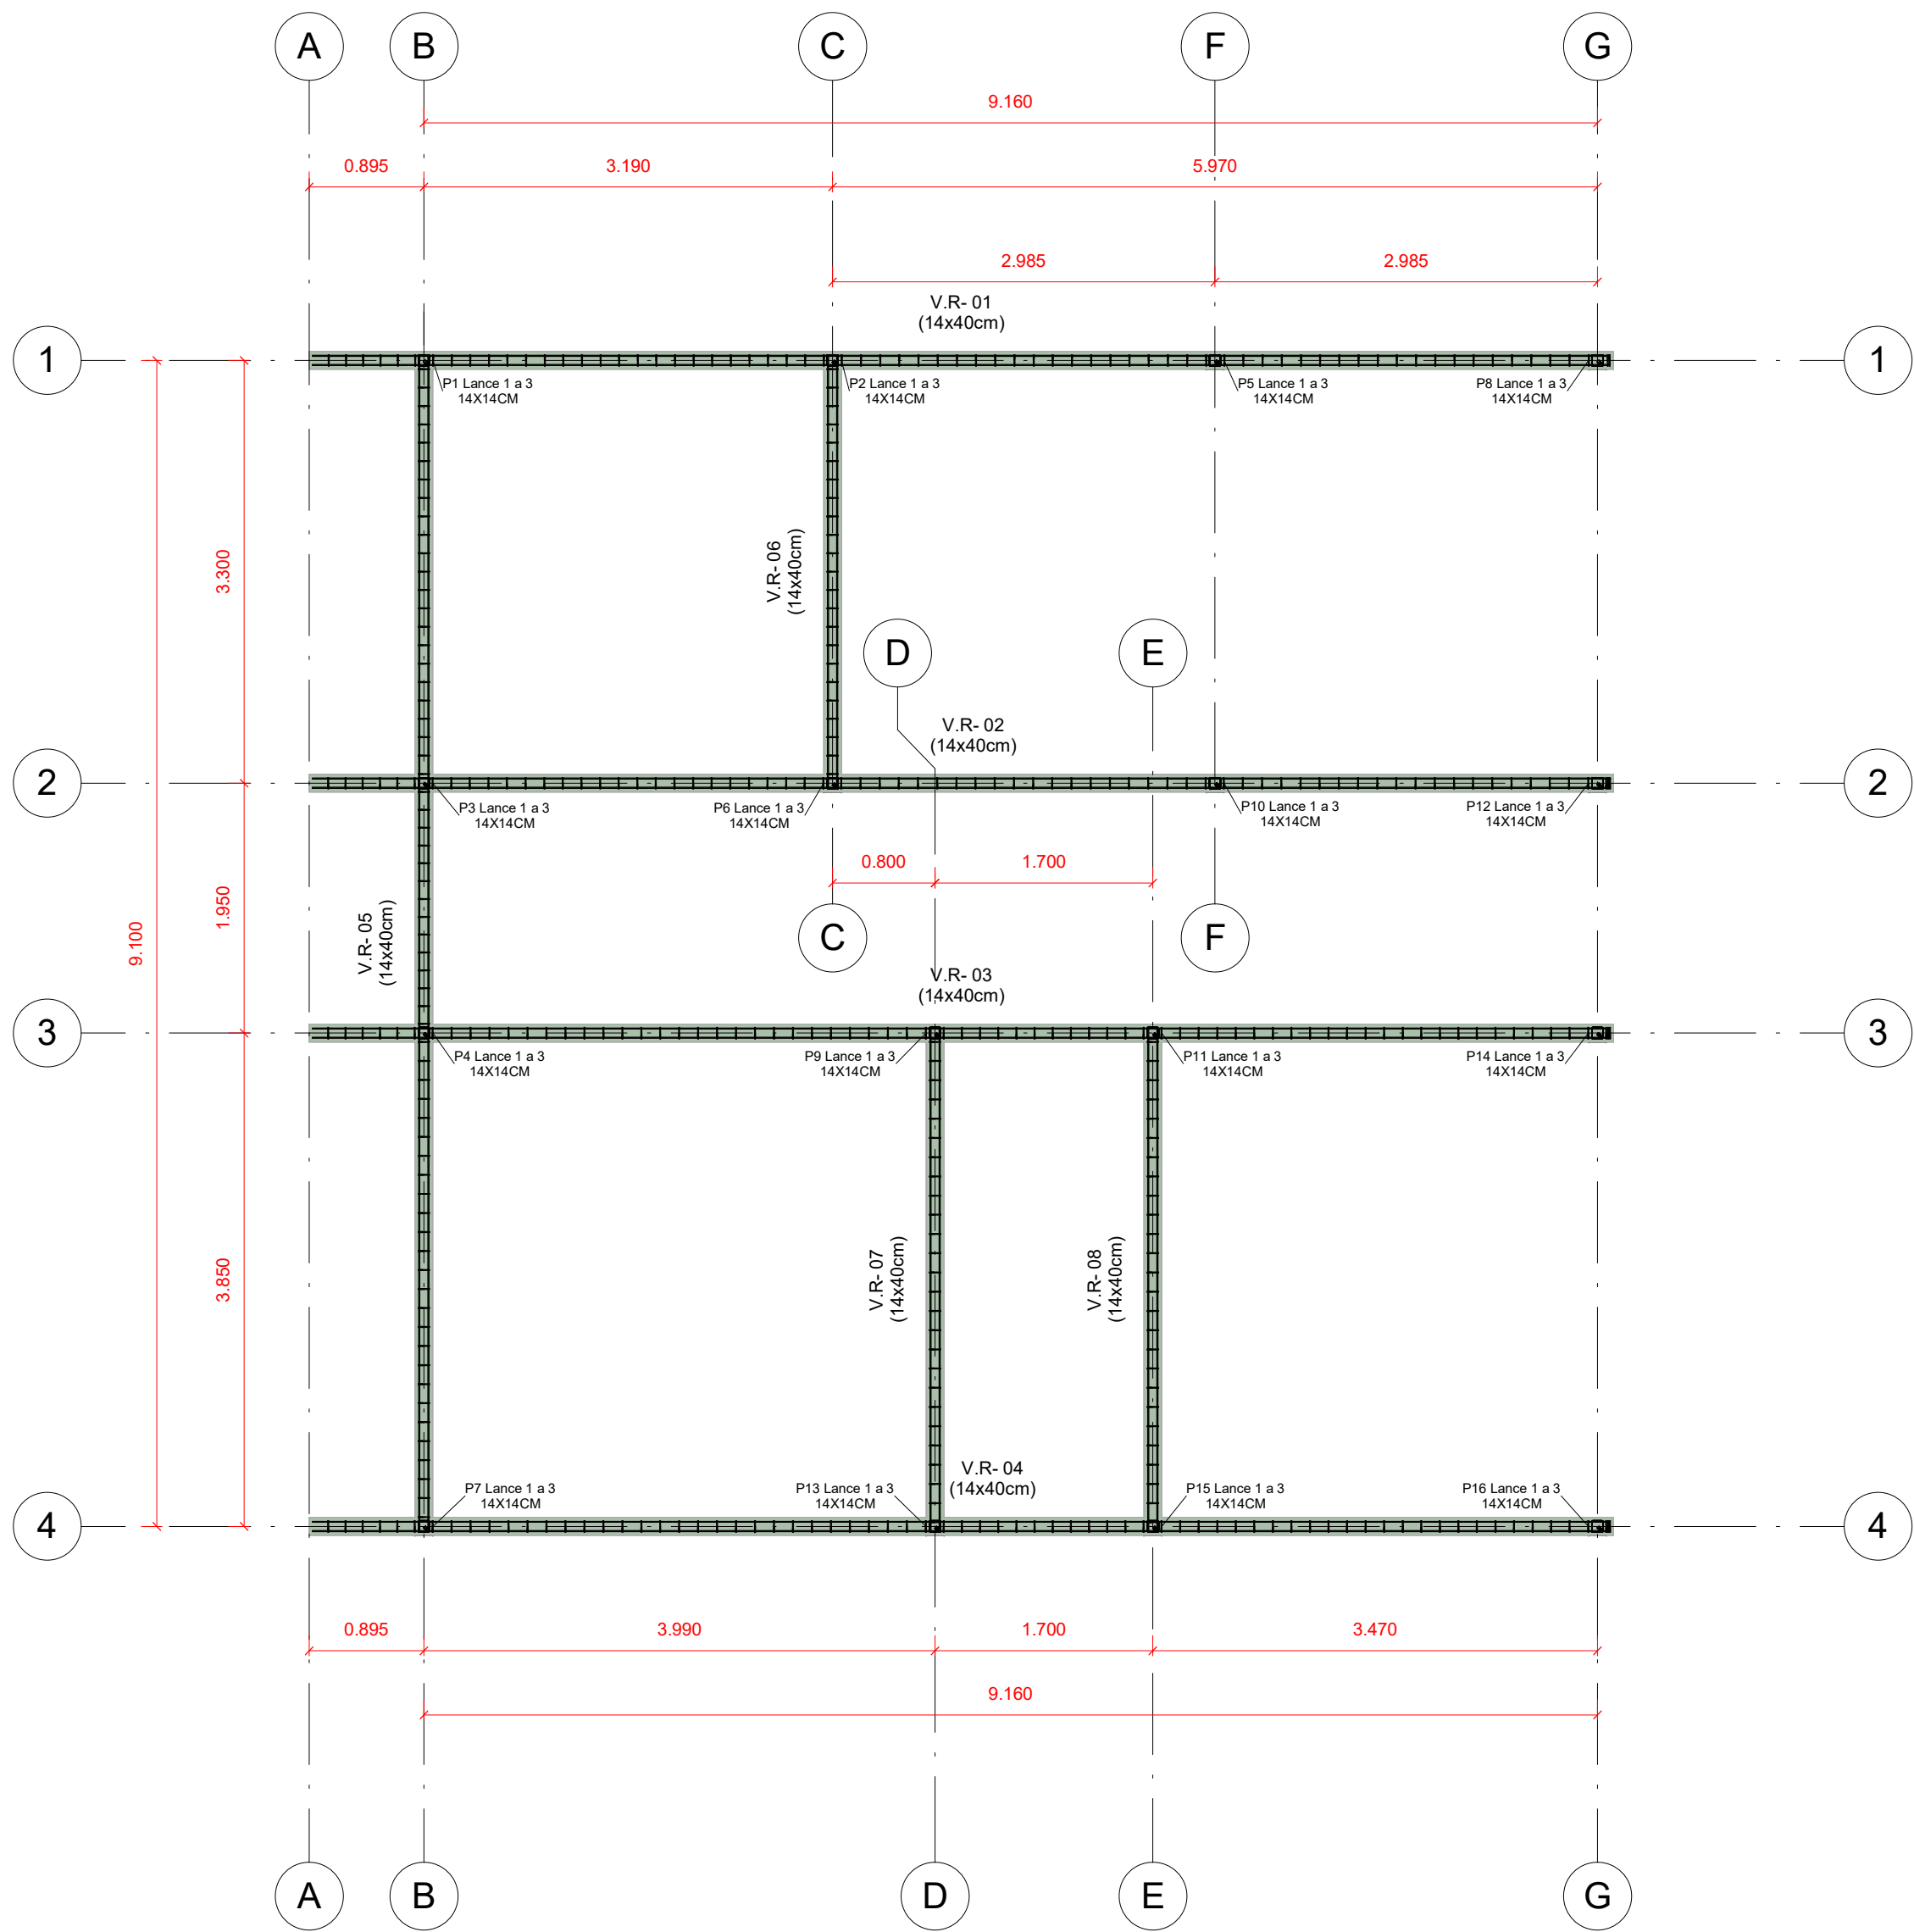 A
B
C
F
G
9.160
0.895
3.190
5.970
2.985
2.985
V.R- 01
(14x40cm)
1
1
P1 Lance 1 a 3
14X14CM
P2 Lance 1 a 3
14X14CM
P5 Lance 1 a 3
14X14CM
P8 Lance 1 a 3
14X14CM
3.300
V.R- 06
(14x40cm)
D
E
V.R- 02
(14x40cm)
2
2
P3 Lance 1 a 3
14X14CM
P6 Lance 1 a 3
14X14CM
P10 Lance 1 a 3
14X14CM
P12 Lance 1 a 3
14X14CM
0.800
1.700
9.100
1.950
V.R- 05
(14x40cm)
C
F
V.R- 03
(14x40cm)
3
3
P4 Lance 1 a 3
14X14CM
P9 Lance 1 a 3
14X14CM
P11 Lance 1 a 3
14X14CM
P14 Lance 1 a 3
14X14CM
3.850
V.R- 07
(14x40cm)
V.R- 08
(14x40cm)
V.R- 04
(14x40cm)
P7 Lance 1 a 3
14X14CM
P13 Lance 1 a 3
14X14CM
P15 Lance 1 a 3
14X14CM
P16 Lance 1 a 3
14X14CM
4
4
0.895
3.990
1.700
3.470
9.160
A
B
D
E
G